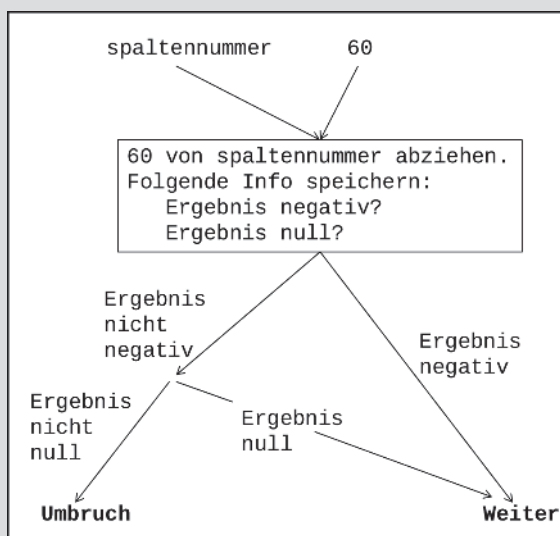 spaltennummer 60
60 von spaltennummer abziehen.
Folgende Info speichern:
Ergebnis negativ?
Ergebnis null?
Ergebnis
nicht
negativ
Ergebnis
negativ
Ergebnis
nicht
null
Ergebnis
null
Umbruch Weiter